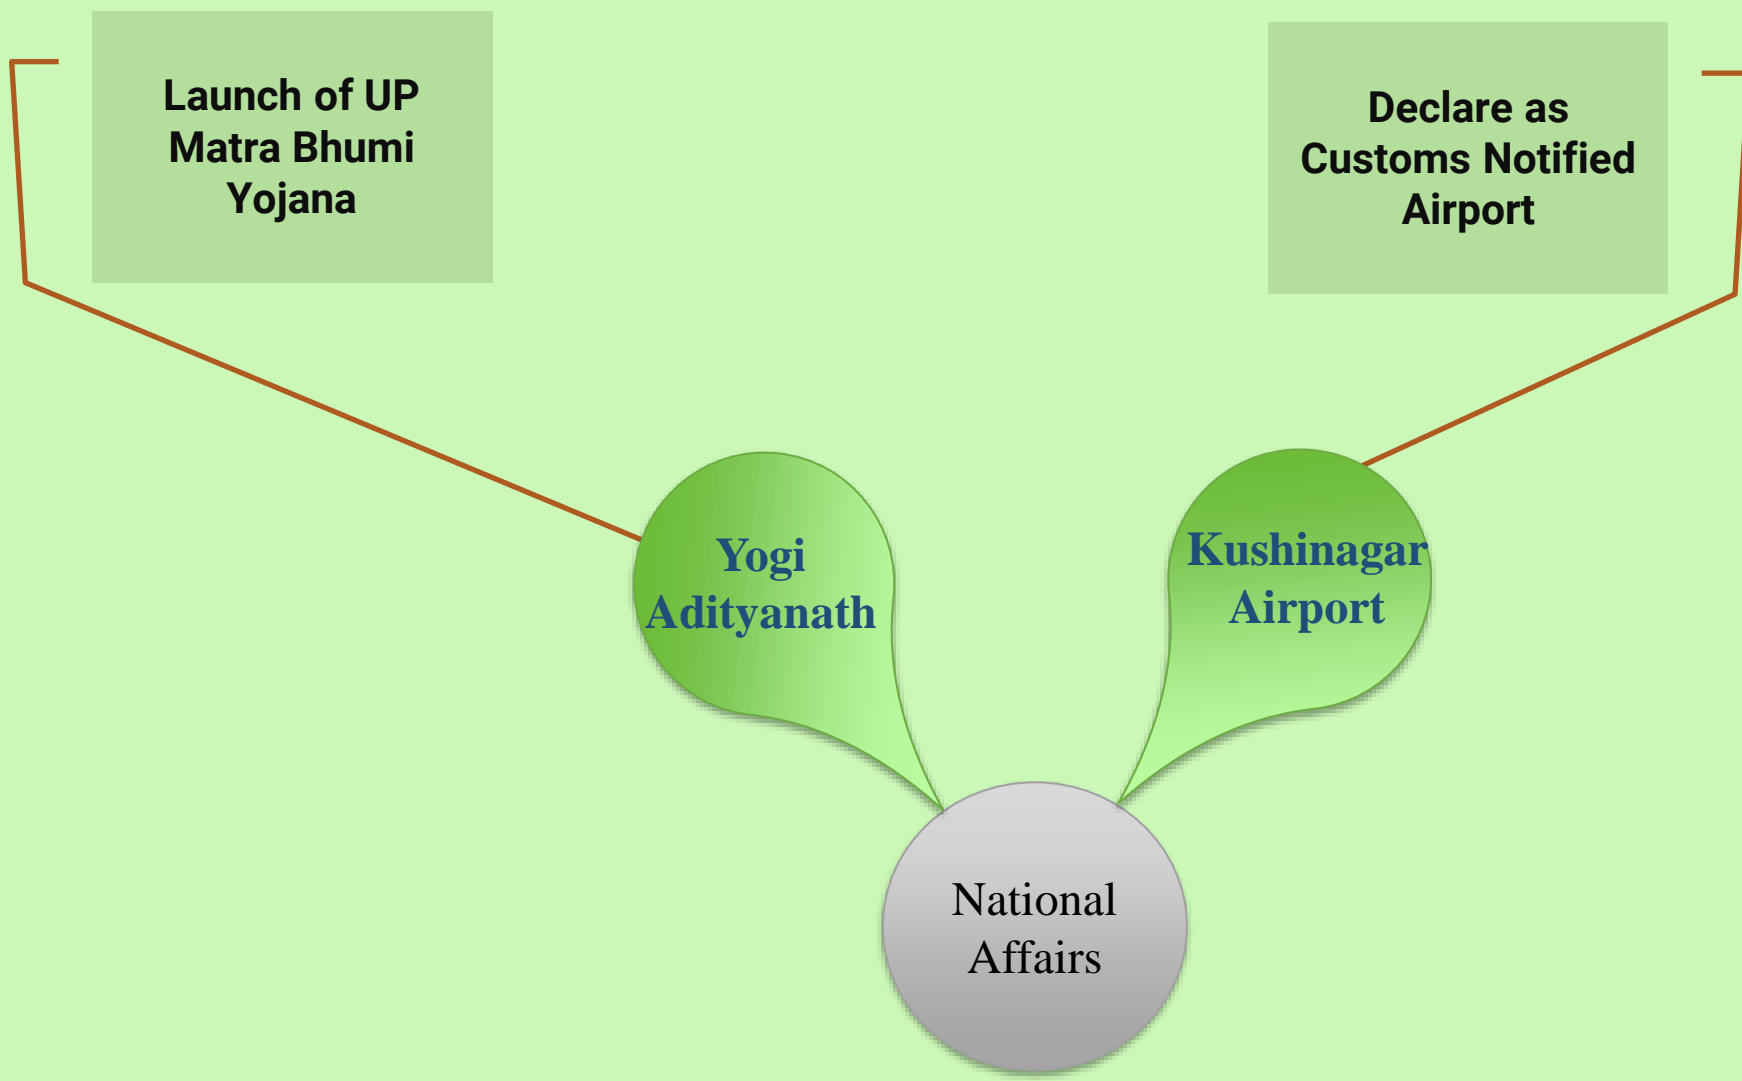 Launch of UP
Matra Bhumi
Yojana
Declare as
Customs Notified
Airport
Yogi
Adityanath
Kushinagar
Airport
National
Affairs